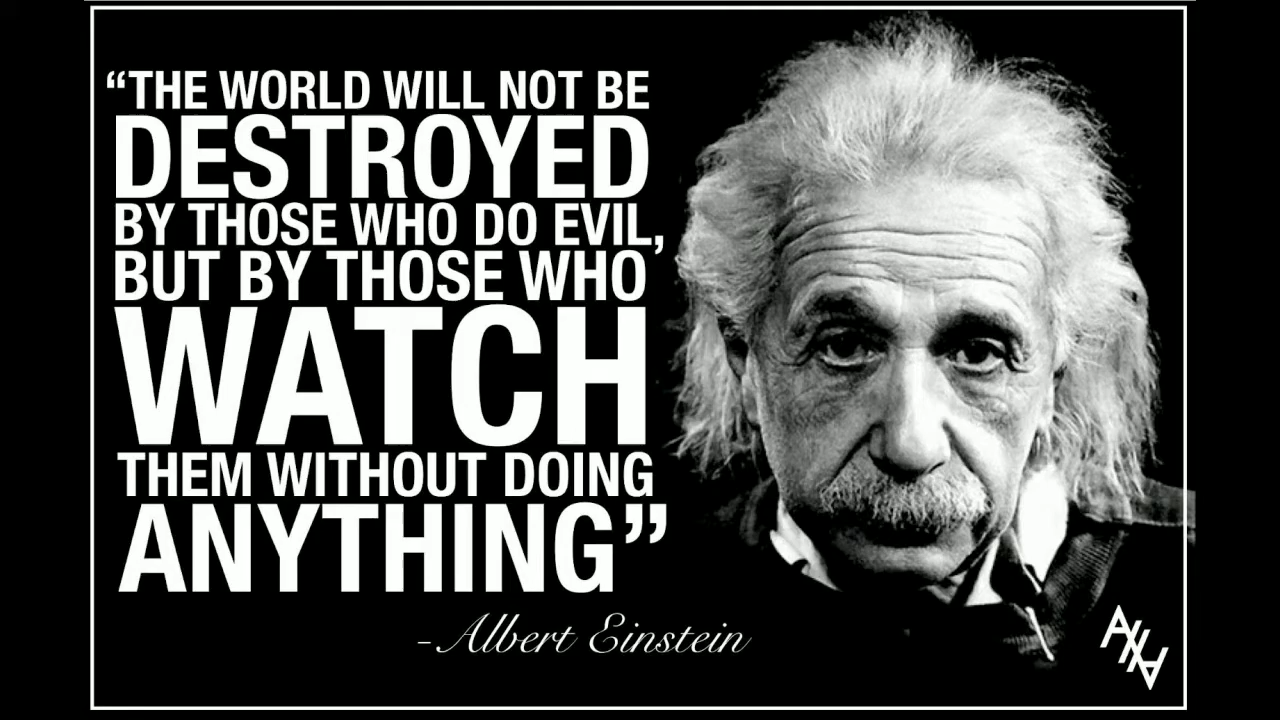 “THE WORLD WILL NOT BE
DESTROYED
BY THOSE WHO DO EVIL,
BUT BY THOSE WHO
WATCH
THEM WITHOUT DOING
ANYTHING”
-Albert Einstein